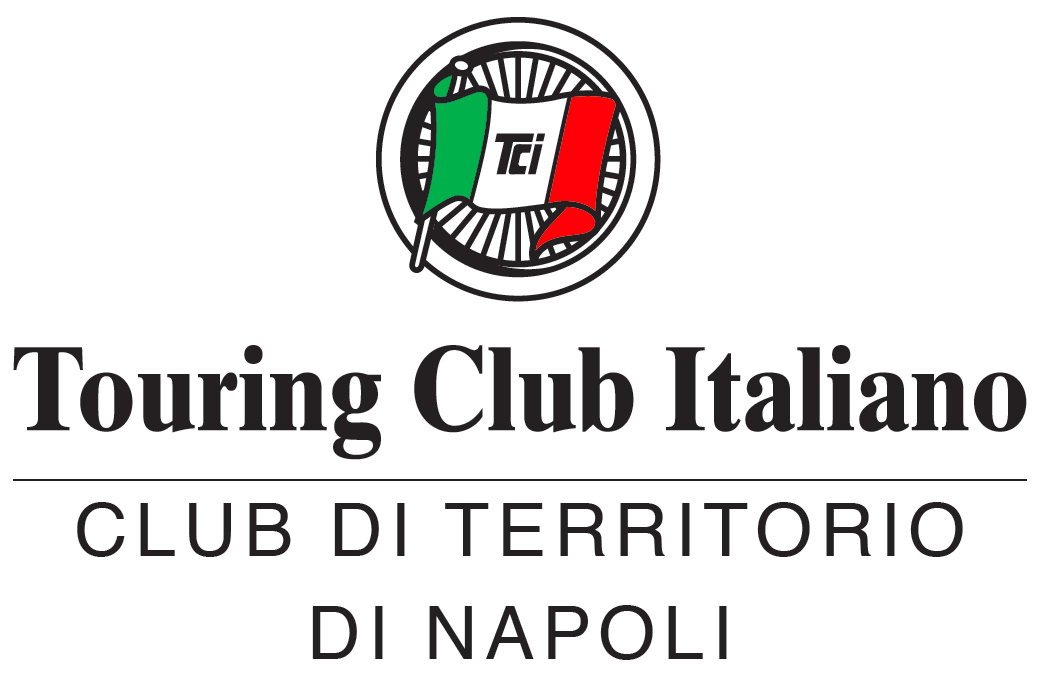 Tci
Touring Club Italiano
CLUB DI TERRITORIO
DI NAPOLI